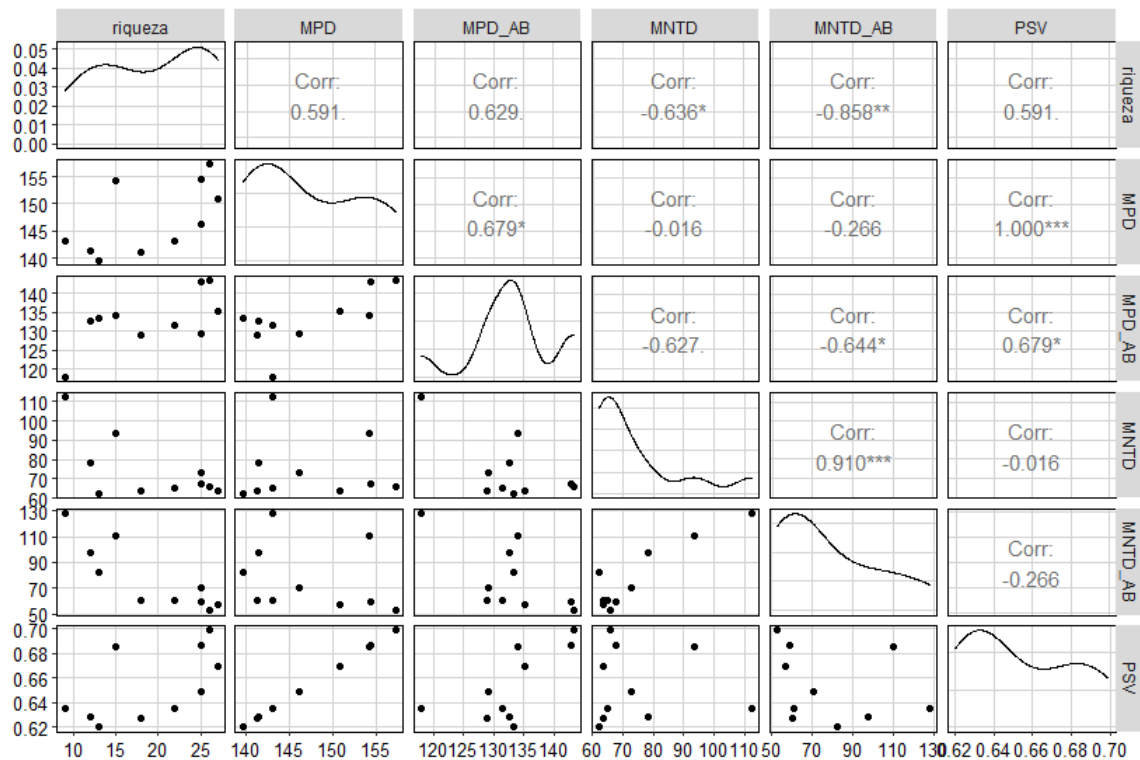 riqueza MPD MPD_AB MNTD MNTD_AB PSV
0.05
0.04
0.03
0.02
0.01
0.00
Corr:
0.591.
Corr:
0.629.
Corr:
-0.636*
Corr:
-0.858**
Corr:
0.591.
riqueza
155
150
145
140
Corr:
0.679*
Corr:
-0.016
Corr:
-0.266
Corr:
1.000***
MPD
140
135
130
125
120
Corr:
-0.627.
Corr:
-0.644*
Corr:
0.679*
MPD_AB
110
100
90
80
70
60
Corr:
0.910***
Corr:
-0.016
MNTD
130
110
90
70
50
Corr:
-0.266
MNTD_AB
0.70
0.68
0.66
0.64
0.62
PSV
10 15 20 25 140 145 150 155 120 125 130 135 140 60 70 80 90 100 110 50 70 90 110 130 0.62 0.64 0.66 0.68 0.70